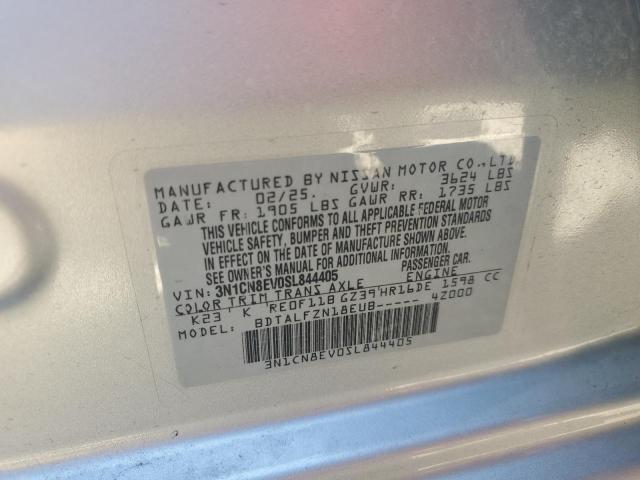 MANUFACTURED BY NISSAN MOTOR CO.,LTD.
DATE: 02/25. GVWR: 3624 LBS
GAWR FR: 1905 LBS GAWR RR: 1735 LBS
THIS VEHICLE CONFORMS TO ALL APPLICABLE FEDERAL MOTOR
VEHICLE SAFETY, BUMPER AND THEFT PREVENTION STANDARDS
IN EFFECT ON THE DATE OF MANUFACTURE SHOWN ABOVE.
SEE OWNER'S MANUAL FOR ADDITIONAL INFORMATION.
VIN: 3N1CN8EV0SL844405 PASSENGER CAR.
COLOR TRIM TRANS AXLE ENGINE
K23 K RE0F11B GZ39 HR16DE 1598 CC
MODEL: BDTALFZN18EUB----- 42000
3N1CN8EV0SL844405